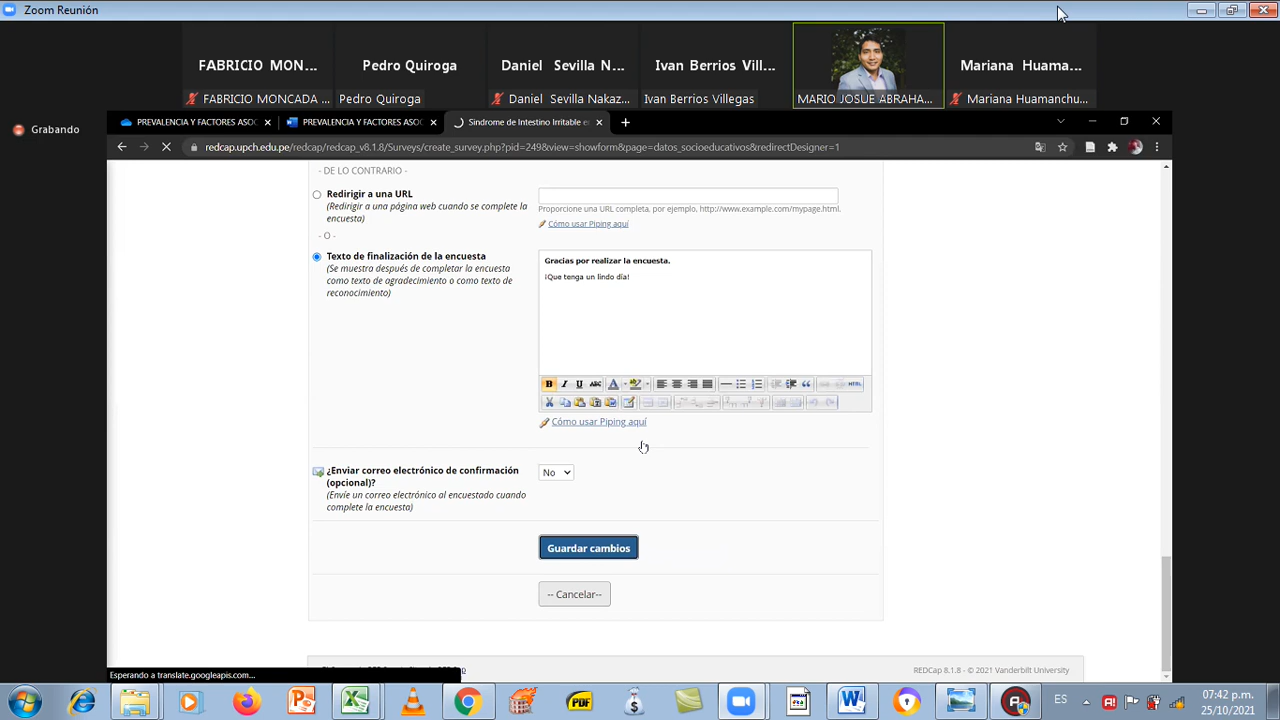 Zoom Reunión
FABRICIO MON... Pedro Quiroga Daniel Sevilla N... Ivan Berrios Vill... Mariana Huama...
FABRICIO MONCADA ... Pedro Quiroga Daniel Sevilla Nakaz... Ivan Berrios Villegas MARIO JOSUE ABRAHA... Mariana Huamanchu...
Grabando
PREVALENCIA Y FACTORES ASOC PREVALENCIA Y FACTORES ASOC Sindrome de Intestino Irritable e
redcap.upch.edu.pe/redcap/redcap_v8.1.8/Surveys/create_survey.php?pid=249&view=showform&page=datos_socioeducativos&redirectDesigner=1
- DE LO CONTRARIO -
Redirigir a una URL
(Redirigir a una página web cuando se complete la
encuesta)
Proporcione una URL completa, por ejemplo, http://www.example.com/mypage.html.
Cómo usar Piping aquí
- O -
Texto de finalización de la encuesta
(Se muestra después de completar la encuesta
como texto de agradecimiento o como texto de
reconocimiento)
Gracias por realizar la encuesta.
¡Que tenga un lindo día!
B I U ABC A ab HTML
Cómo usar Piping aquí
¿Enviar correo electrónico de confirmación
(opcional)?
(Envíe un correo electrónico al encuestado cuando
complete la encuesta)
No
Guardar cambios
-- Cancelar--
REDCap 8.1.8 - © 2021 Vanderbilt University
Esperando a translate.googleapis.com...
PDF
ES
07:42 p.m.
25/10/2021